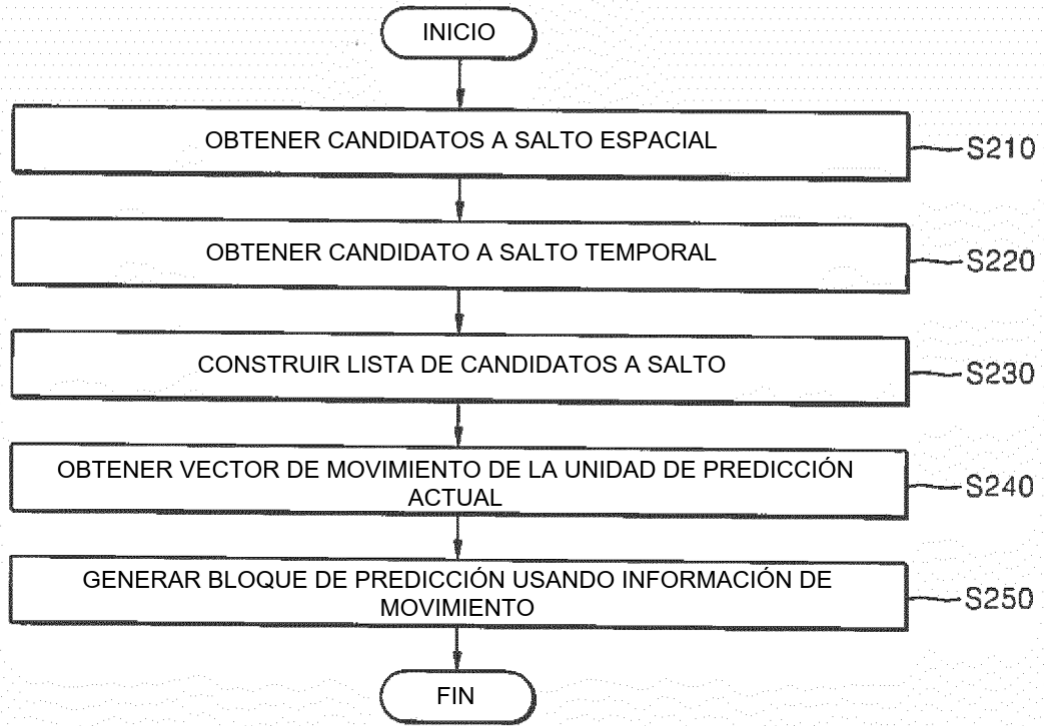 INICIO
OBTENER CANDIDATOS A SALTO ESPACIAL
S210
OBTENER CANDIDATO A SALTO TEMPORAL
S220
CONSTRUIR LISTA DE CANDIDATOS A SALTO
S230
OBTENER VECTOR DE MOVIMIENTO DE LA UNIDAD DE PREDICCIÓN
ACTUAL
S240
GENERAR BLOQUE DE PREDICCIÓN USANDO INFORMACIÓN DE
MOVIMIENTO
S250
FIN